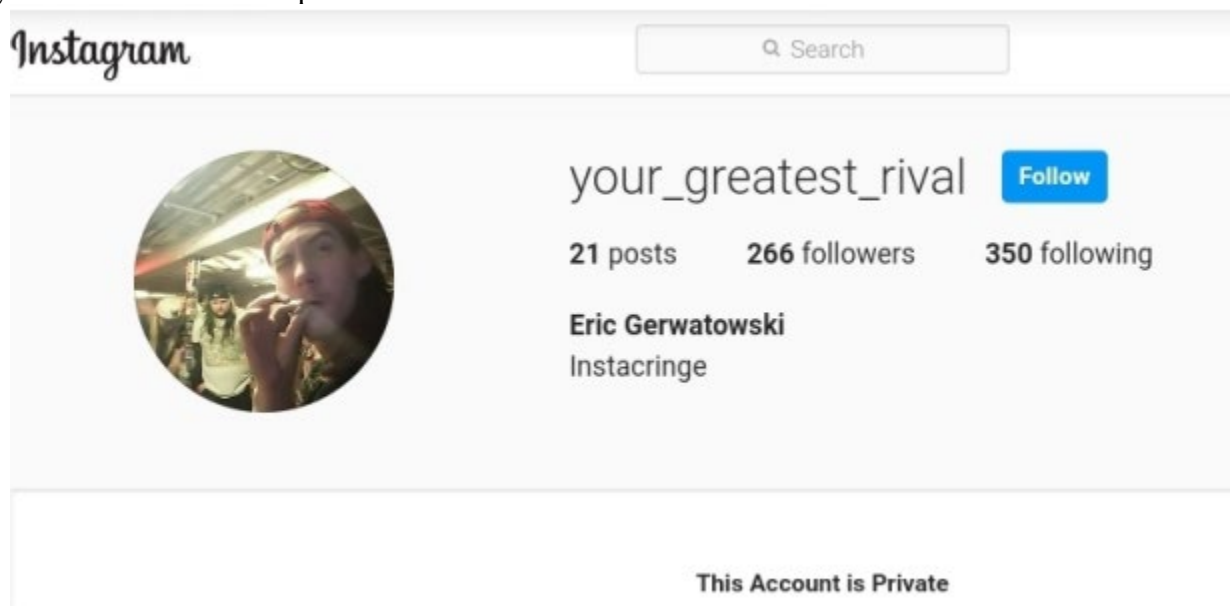 Instagram
Search
your_greatest_rival Follow
21 posts 266 followers 350 following
Eric Gerwatowski
Instacringe
This Account is Private